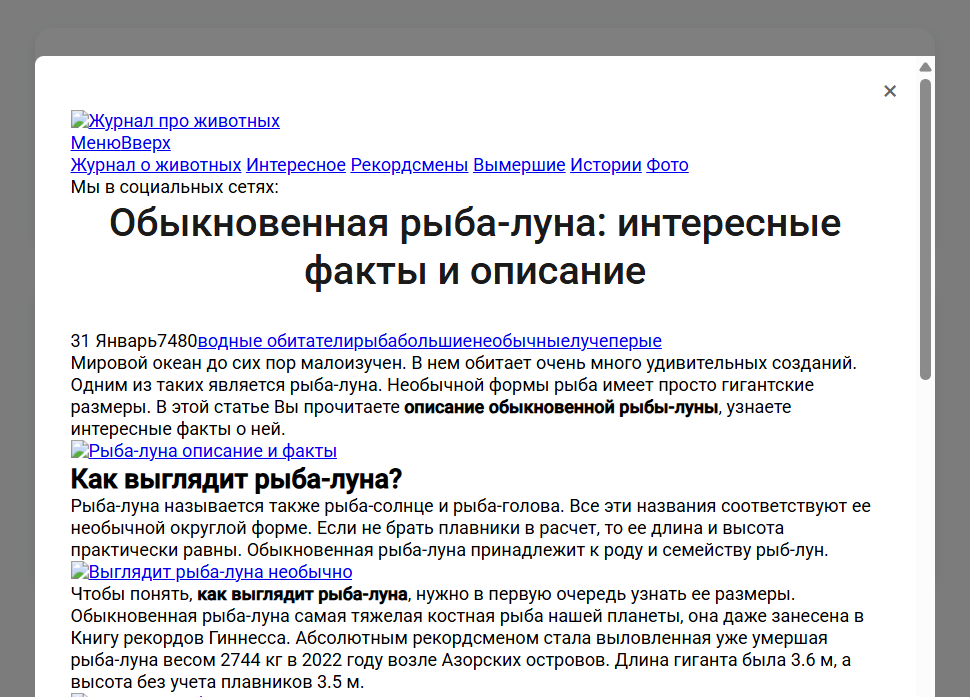 ×
Журнал про животных
МенюВверх
Журнал о животных Интересное Рекордсмены Вымершие Истории Фото
Мы в социальных сетях:
Обыкновенная рыба-луна: интересные
факты и описание
31 Январь7480водные обитателирыбабольшиенеобычныелучеперые
Мировой океан до сих пор малоизучен. В нем обитает очень много удивительных созданий.
Одним из таких является рыба-луна. Необычной формы рыба имеет просто гигантские
размеры. В этой статье Вы прочитаете описание обыкновенной рыбы-луны, узнаете
интересные факты о ней.
Рыба-луна описание и факты
Как выглядит рыба-луна?
Рыба-луна называется также рыба-солнце и рыба-голова. Все эти названия соответствуют ее
необычной округлой форме. Если не брать плавники в расчет, то ее длина и высота
практически равны. Обыкновенная рыба-луна принадлежит к роду и семейству рыб-лун.
Выглядит рыба-луна необычно
Чтобы понять, как выглядит рыба-луна, нужно в первую очередь узнать ее размеры.
Обыкновенная рыба-луна самая тяжелая костная рыба нашей планеты, она даже занесена в
Книгу рекордов Гиннесса. Абсолютным рекордсменом стала выловленная уже умершая
рыба-луна весом 2744 кг в 2022 году возле Азорских островов. Длина гиганта была 3.6 м, а
высота без учета плавников 3.5 м.